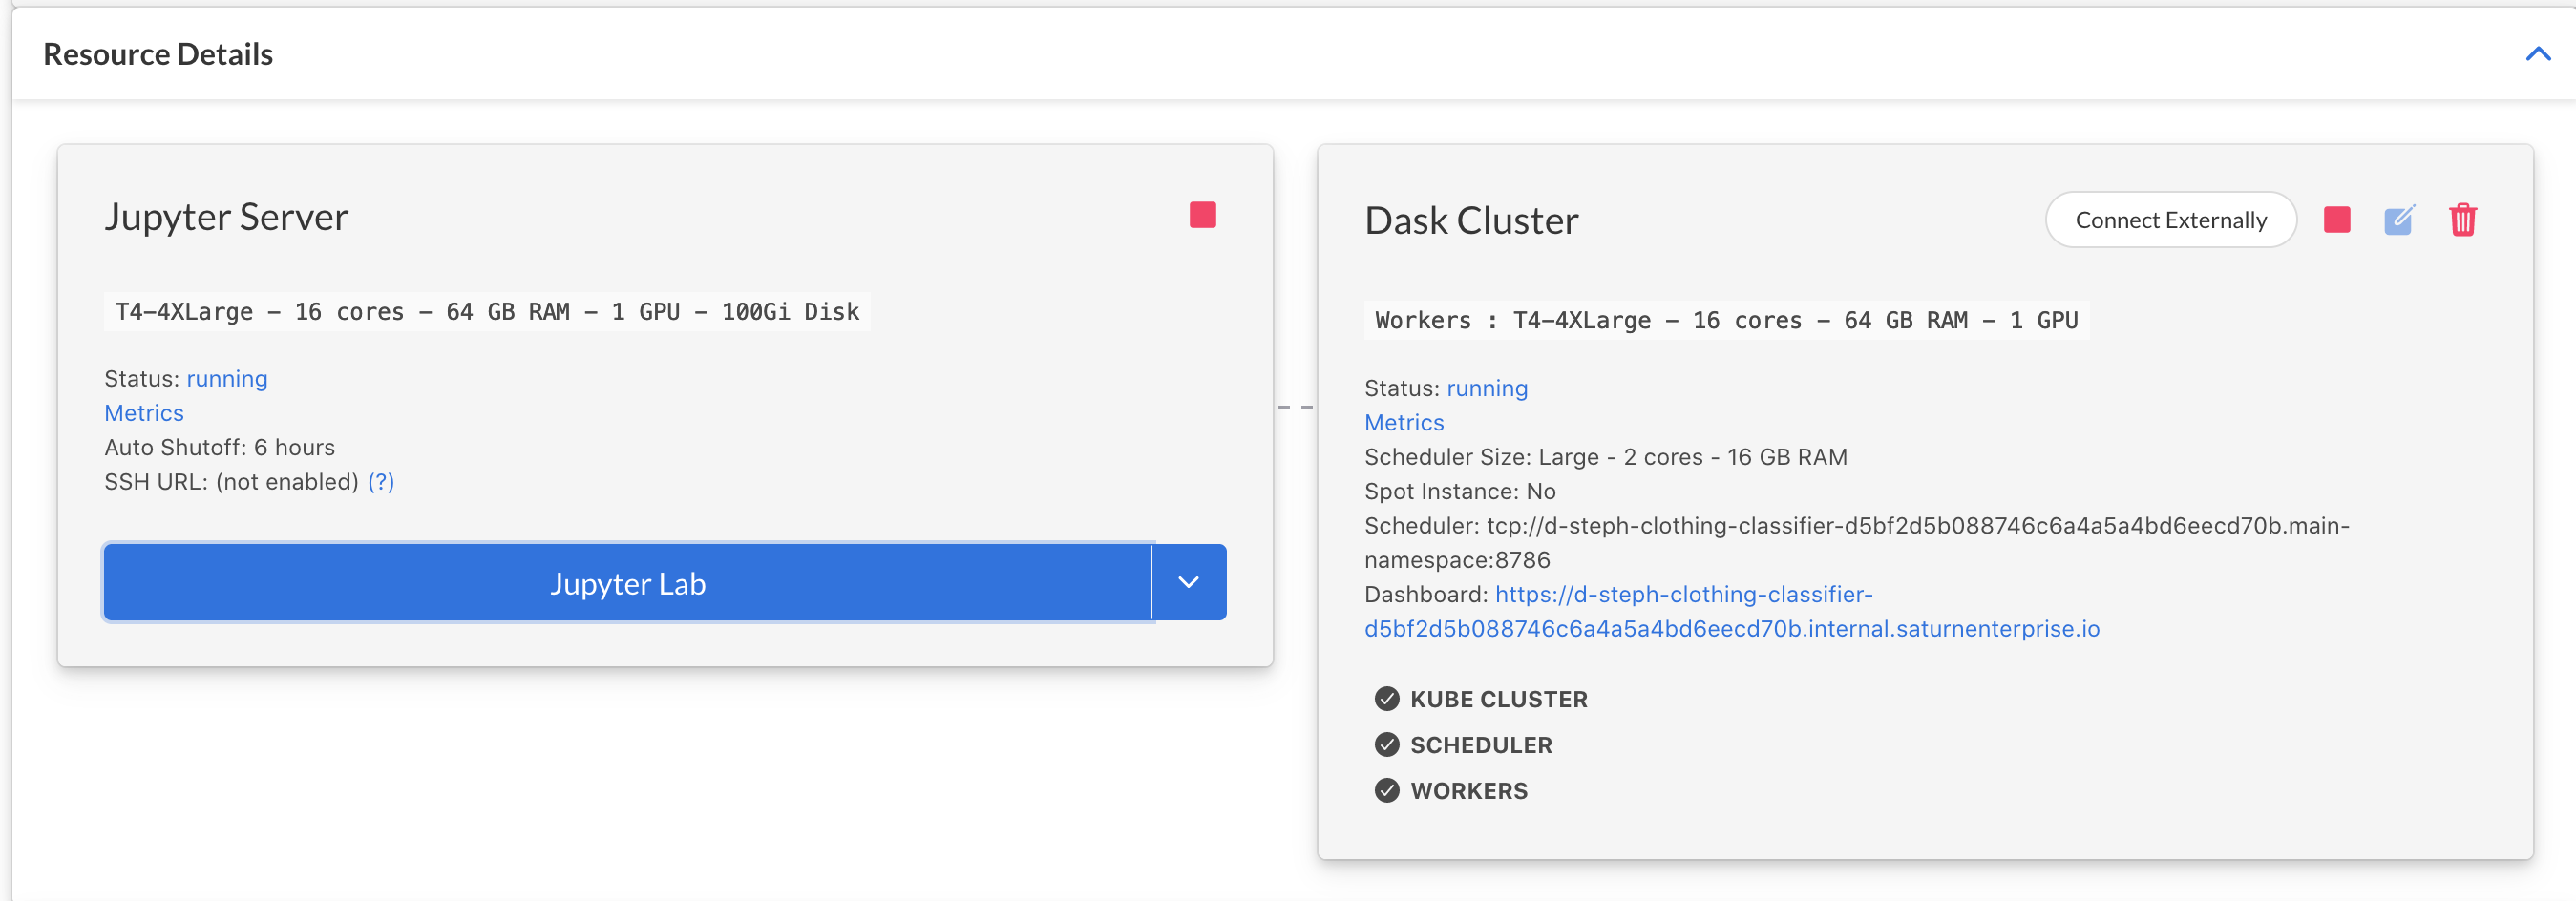 Resource Details
Jupyter Server
T4-4XLarge - 16 cores - 64 GB RAM - 1 GPU - 100Gi Disk
Status: running
Metrics
Auto Shutoff: 6 hours
SSH URL: (not enabled) (?)
Jupyter Lab
Dask Cluster
Connect Externally
Workers : T4-4XLarge - 16 cores - 64 GB RAM - 1 GPU
Status: running
Metrics
Scheduler Size: Large - 2 cores - 16 GB RAM
Spot Instance: No
Scheduler: tcp://d-steph-clothing-classifier-d5bf2d5b088746c6a4a5a4bd6eecd70b.main-
namespace:8786
Dashboard: https://d-steph-clothing-classifier-
d5bf2d5b088746c6a4a5a4bd6eecd70b.internal.saturnenterprise.io
KUBE CLUSTER
SCHEDULER
WORKERS